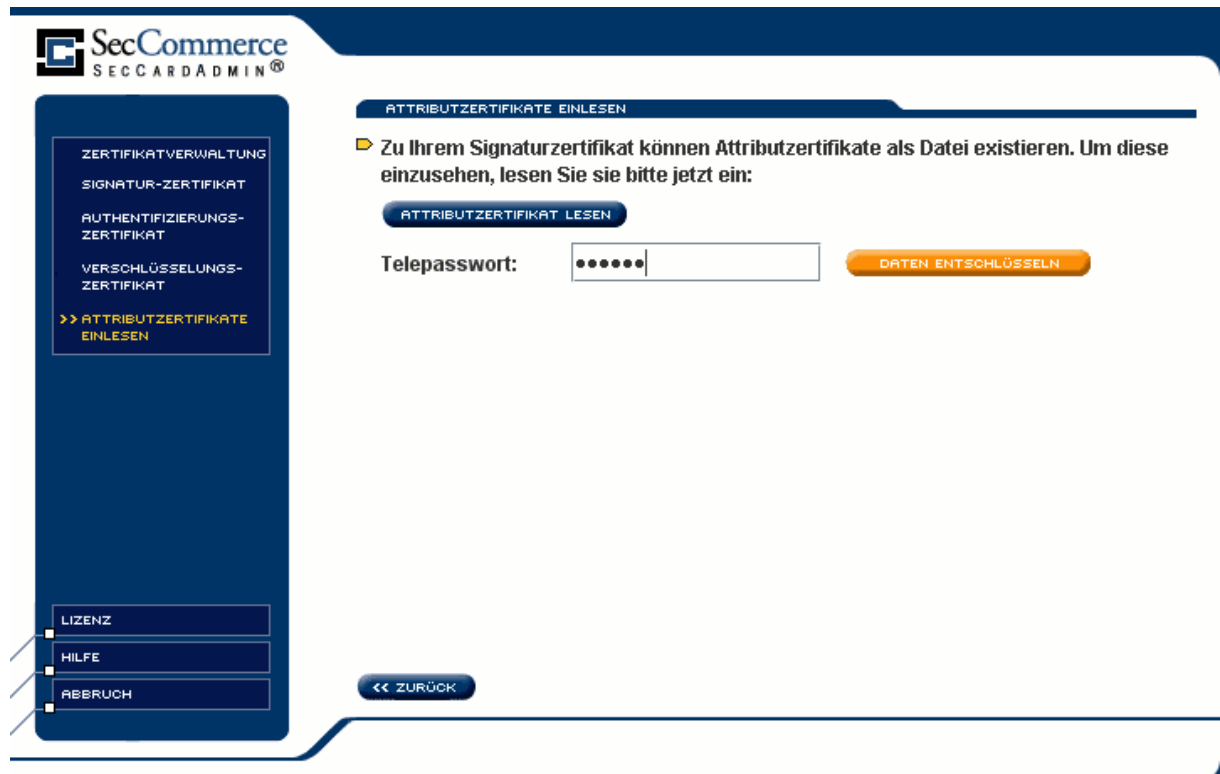 SecCommerce
SECCARDADMIN®
ZERTIFIKATVERWALTUNG
SIGNATUR-ZERTIFIKAT
AUTHENTIFIZIERUNGS-
ZERTIFIKAT
VERSCHLÜSSELUNGS-
ZERTIFIKAT
>> ATTRIBUTZERTIFIKATE
EINLESEN
LIZENZ
HILFE
ABBRUCH
ATTRIBUTZERTIFIKATE EINLESEN
Zu Ihrem Signaturzertifikat können Attributzertifikate als Datei existieren. Um diese
einzusehen, lesen Sie sie bitte jetzt ein:
ATTRIBUTZERTIFIKAT LESEN
Telepasswort: ●●●●●● DATEN ENTSCHLÜSSELN
<< ZURÜCK